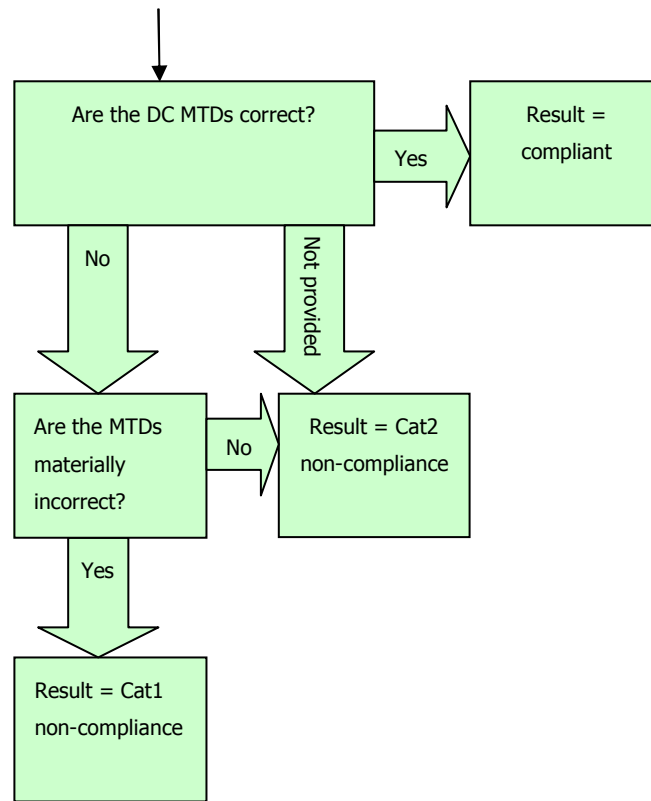 Are the DC MTDs correct?
Yes
Result =
compliant
No
Not provided
Are the MTDs
materially
incorrect?
No
Result = Cat2
non-compliance
Yes
Result = Cat1
non-compliance